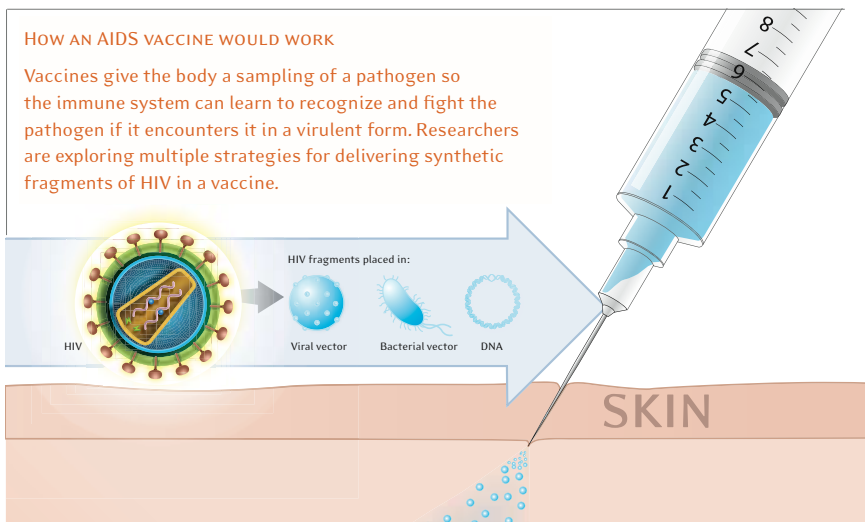 HOW AN AIDS VACCINE WOULD WORK
Vaccines give the body a sampling of a pathogen so
the immune system can learn to recognize and fight the
pathogen if it encounters it in a virulent form. Researchers
are exploring multiple strategies for delivering synthetic
fragments of HIV in a vaccine.
8
7
6
5
4
3
2
1
HIV fragments placed in:
HIV
Viral vector
Bacterial vector
DNA
SKIN